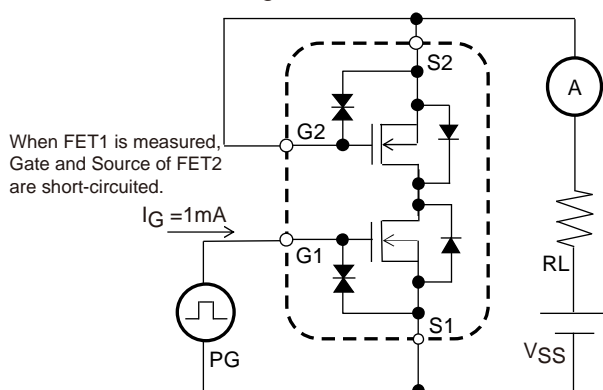 S2
A
G2
When FET1 is measured,
Gate and Source of FET2
are short-circuited.
IG =1mA
G1
RL
S1
VSS
PG